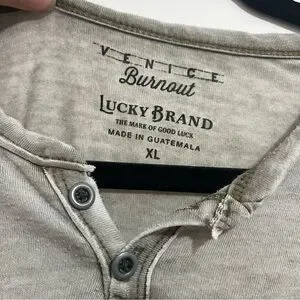 VENICE
Burnout
LUCKY BRAND
THE MARK OF GOOD LUCK
MADE IN GUATEMALA
XL